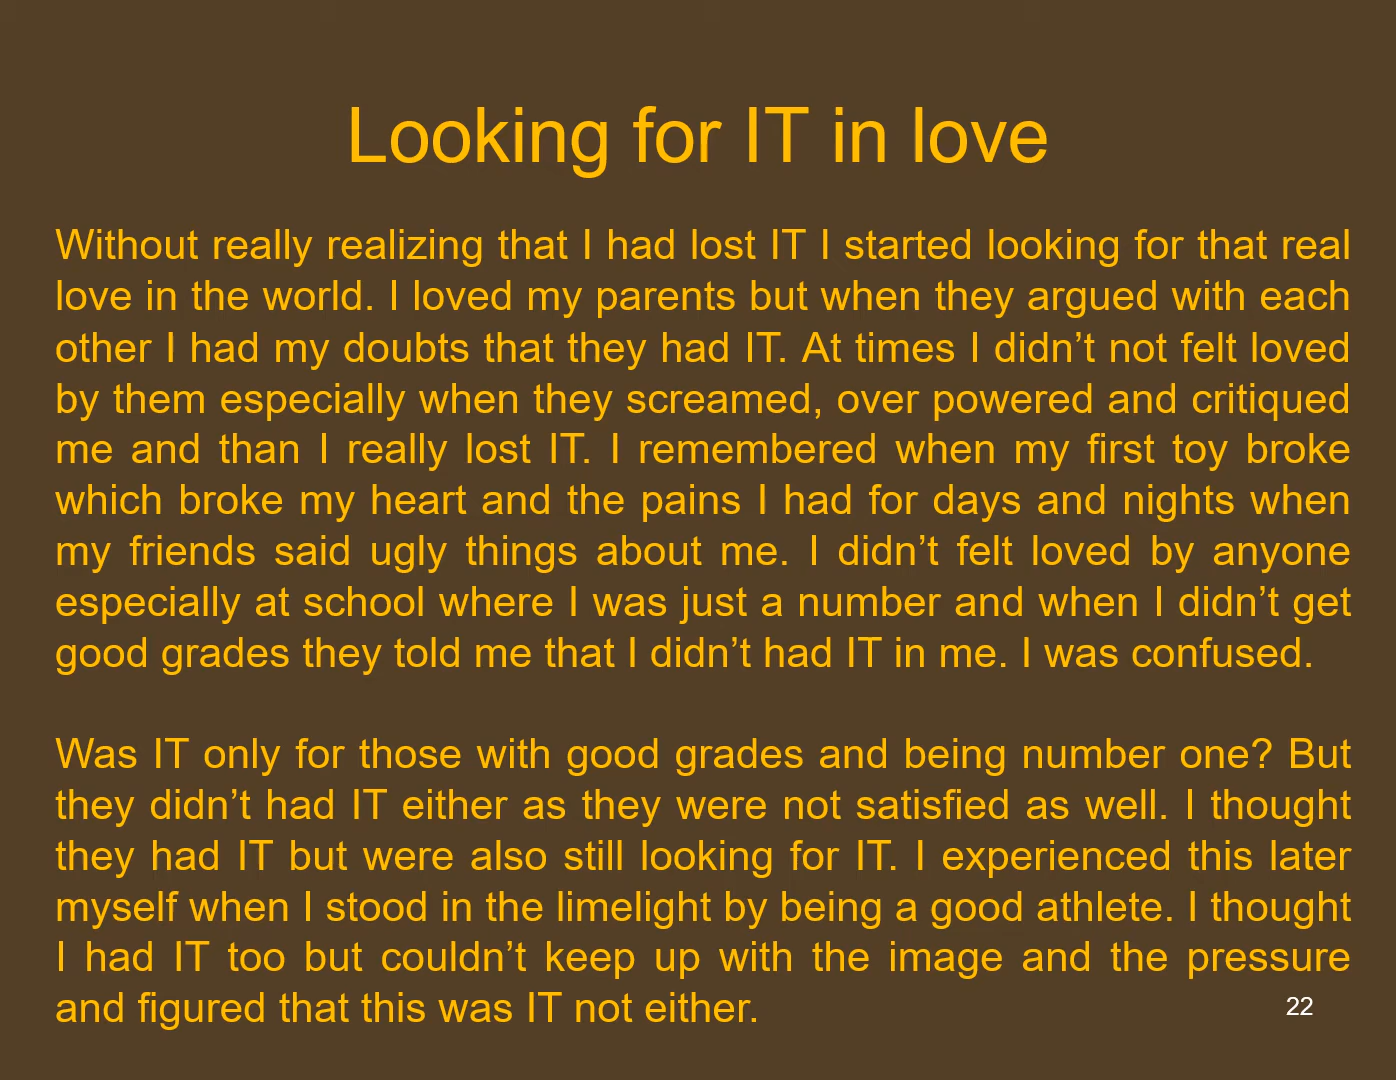 Looking for IT in love
Without really realizing that I had lost IT I started looking for that real
love in the world. I loved my parents but when they argued with each
other I had my doubts that they had IT. At times I didn’t not felt loved
by them especially when they screamed, over powered and critiqued
me and than I really lost IT. I remembered when my first toy broke
which broke my heart and the pains I had for days and nights when
my friends said ugly things about me. I didn’t felt loved by anyone
especially at school where I was just a number and when I didn’t get
good grades they told me that I didn’t had IT in me. I was confused.
Was IT only for those with good grades and being number one? But
they didn’t had IT either as they were not satisfied as well. I thought
they had IT but were also still looking for IT. I experienced this later
myself when I stood in the limelight by being a good athlete. I thought
I had IT too but couldn’t keep up with the image and the pressure
and figured that this was IT not either.
22